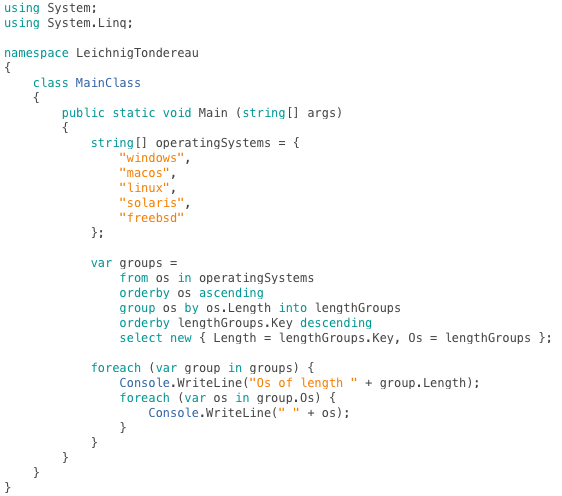 using System;
using System.Linq;

namespace LeichnigTondereau
{
    class MainClass
    {
        public static void Main (string[] args)
        {
            string[] operatingSystems = {
                "windows",
                "macos",
                "linux",
                "solaris",
                "freebsd"
            };

            var groups =
                from os in operatingSystems
                orderby os ascending
                group os by os.Length into lengthGroups
                orderby lengthGroups.Key descending
                select new { Length = lengthGroups.Key, Os = lengthGroups };

            foreach (var group in groups) {
                Console.WriteLine("Os of length " + group.Length);
                foreach (var os in group.Os) {
                    Console.WriteLine(" " + os);
                }
            }
        }
    }
}